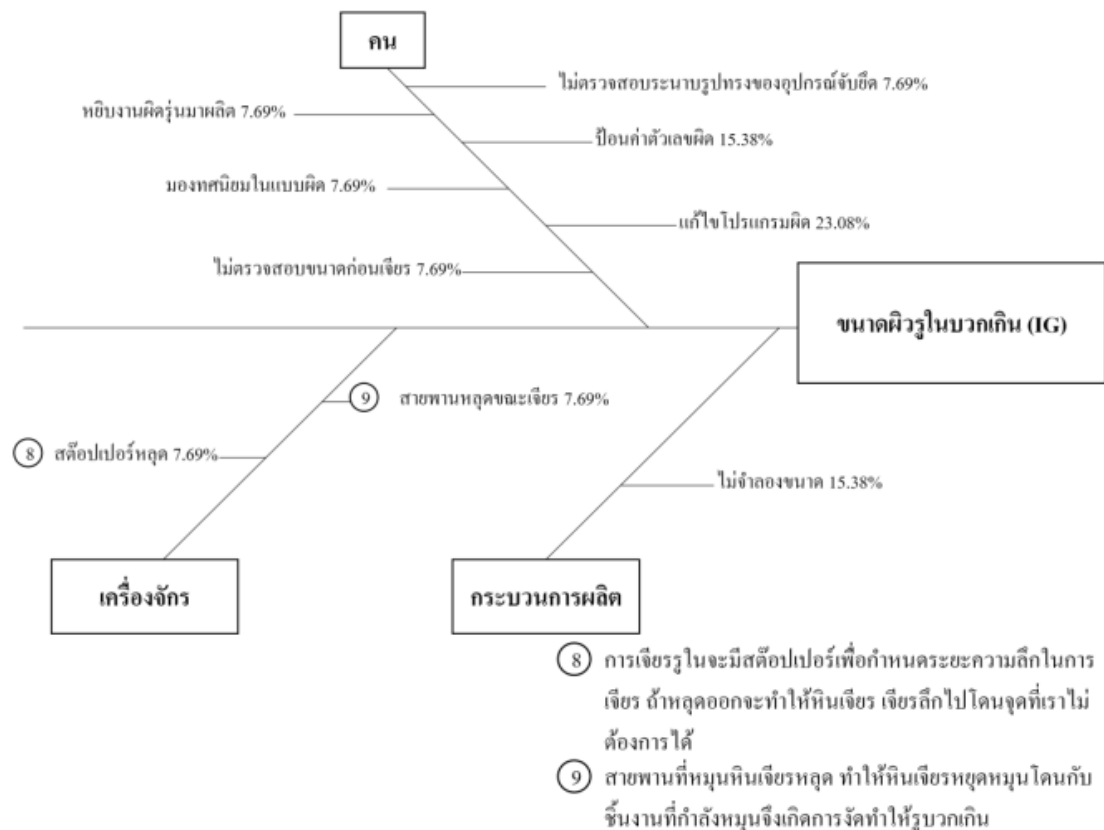 คน
ไม่ตรวจสอบระนาบรูปทรงของอุปกรณ์จับยึด 7.69%
หยิบงานผิดรุ่นมาผลิต 7.69%
ป้อนค่าตัวเลขผิด 15.38%
มองทศนิยมในแบบผิด 7.69%
แก้ไขโปรแกรมผิด 23.08%
ไม่ตรวจสอบขนาดก่อนเจียร 7.69%
ขนาดผิวรูในบวกเกิน (IG)
9 สายพานหลุดขณะเจียร 7.69%
8 สต๊อปเปอร์หลุด 7.69%
ไม่จำลองขนาด 15.38%
เครื่องจักร
กระบวนการผลิต
8 การเจียรรูในจะมีสต๊อปเปอร์เพื่อกำหนดระยะความลึกในการ
เจียร ถ้าหลุดออกจะทำให้หินเจียร เจียรลึกไปโดนจุดที่เราไม่
ต้องการได้
9 สายพานที่หมุนหินเจียรหลุด ทำให้หินเจียรหยุดหมุนโดนกับ
ชิ้นงานที่กำลังหมุนจึงเกิดการงัดทำให้รูบวกเกิน